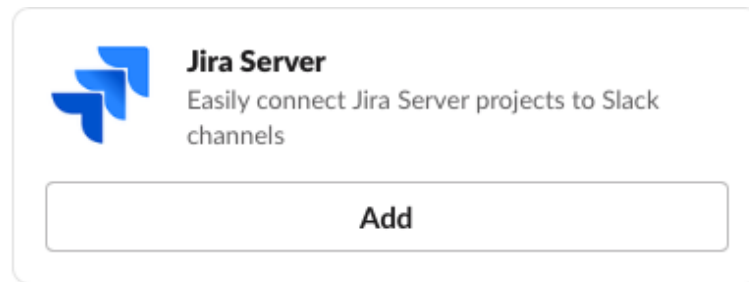 Jira Server
Easily connect Jira Server projects to Slack
channels
Add